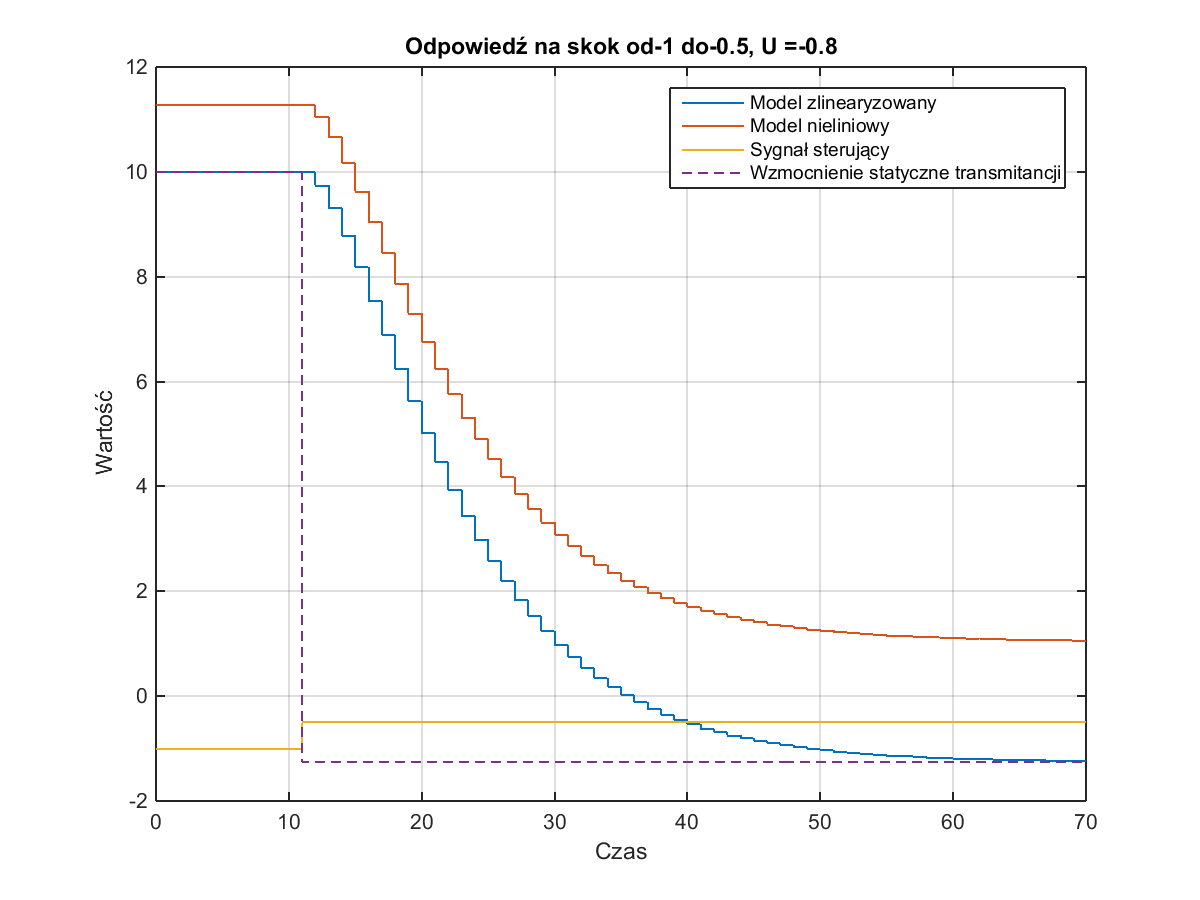 Odpowiedź na skok od-1 do-0.5, U =-0.8
Model zlinearyzowany
Model nieliniowy
Sygnał sterujący
Wzmocnienie statyczne transmitancji
Wartość
12
10
8
6
4
2
0
-2
0 10 20 30 40 50 60 70
Czas